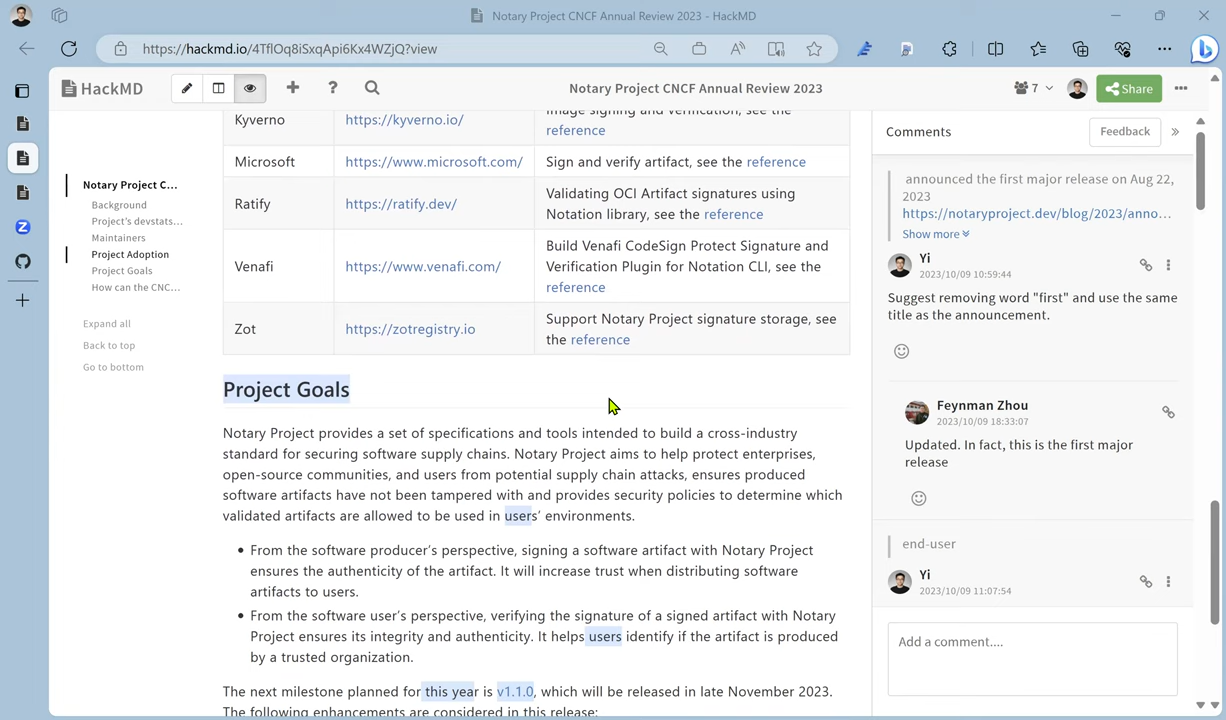 Notary Project CNCF Annual Review 2023 - HackMD
https://hackmd.io/4TflOq8iSxqApi6Kx4WZjQ?view
HackMD
Notary Project CNCF Annual Review 2023
7
Share
Notary Project C...
Background
Project's devstats...
Maintainers
Project Adoption
Project Goals
How can the CNC...
Expall all
Back to top
Go to bottom
Kyverno https://kyverno.io/ image signing and verification, see the
reference
Microsoft https://www.microsoft.com/ Sign and verify artifact, see the reference
Ratify https://ratify.dev/ Validating OCI Artifact signatures using
Notation library, see the reference
Venafi https://www.venafi.com/ Build Venafi CodeSign Protect Signature and
Verification Plugin for Notation CLI, see the
reference
Zot https://zotregistry.io Support Notary Project signature storage, see
the reference
Project Goals
Notary Project provides a set of specifications and tools intended to build a cross-industry
standard for securing software supply chains. Notary Project aims to help protect enterprises,
open-source communities, and users from potential supply chain attacks, ensures produced
software artifacts have not been tampered with and provides security policies to determine which
validated artifacts are allowed to be used in users' environments.
• From the software producer's perspective, signing a software artifact with Notary Project
ensures the authenticity of the artifact. It will increase trust when distributing software
artifacts to users.
• From the software user's perspective, verifying the signature of a signed artifact with Notary
Project ensures its integrity and authenticity. It helps users identify if the artifact is produced
by a trusted organization.
The next milestone planned for this year is v1.1.0, which will be released in late November 2023.
The following enhancements are considered in this release:
Comments
Feedback
announced the first major release on Aug 22,
2023
https://notaryproject.dev/blog/2023/anno...
Show more
Yi
2023/10/09 10:59:44
Suggest removing word "first" and use the same
title as the announcement.
Feynman Zhou
2023/10/09 18:33:07
Updated. In fact, this is the first major
release
end-user
Yi
2023/10/09 11:07:54
Add a comment....